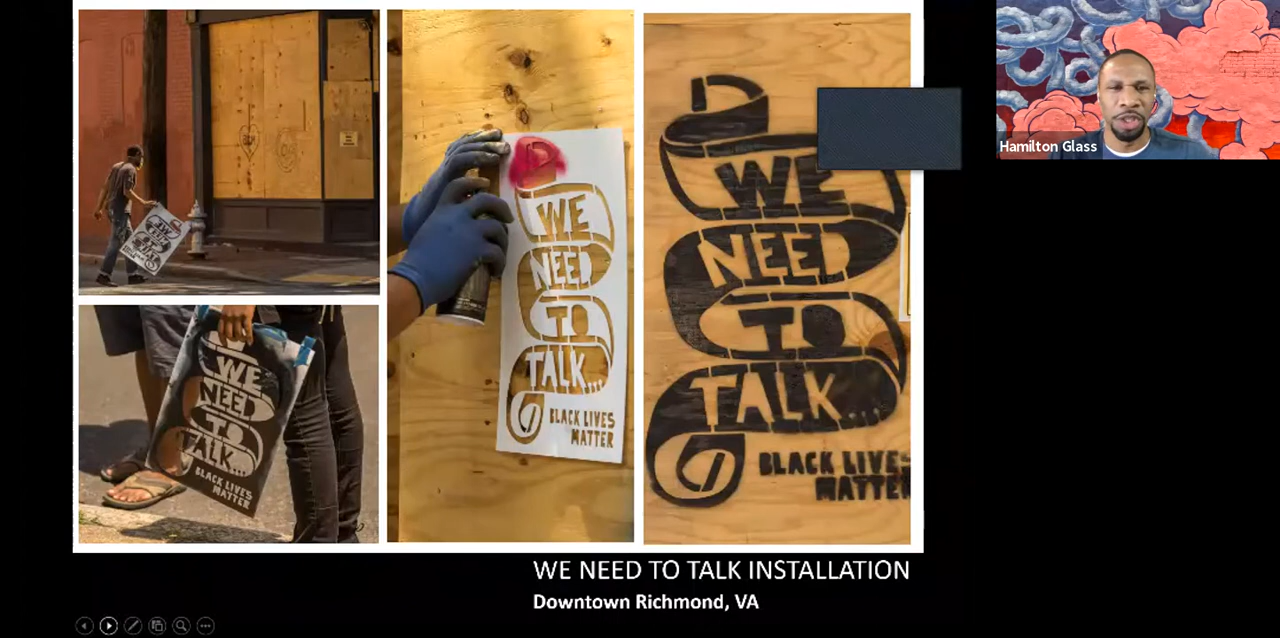 WE
NEED
TO
TALK...
BLACK LIVES
MATTER
WE
NEED
TO
TALK...
BLACK LIVES
MATTER
WE
NEED
TO
TALK...
BLACK LIVES
MATTER
Hamilton Glass
WE NEED TO TALK INSTALLATION
Downtown Richmond, VA